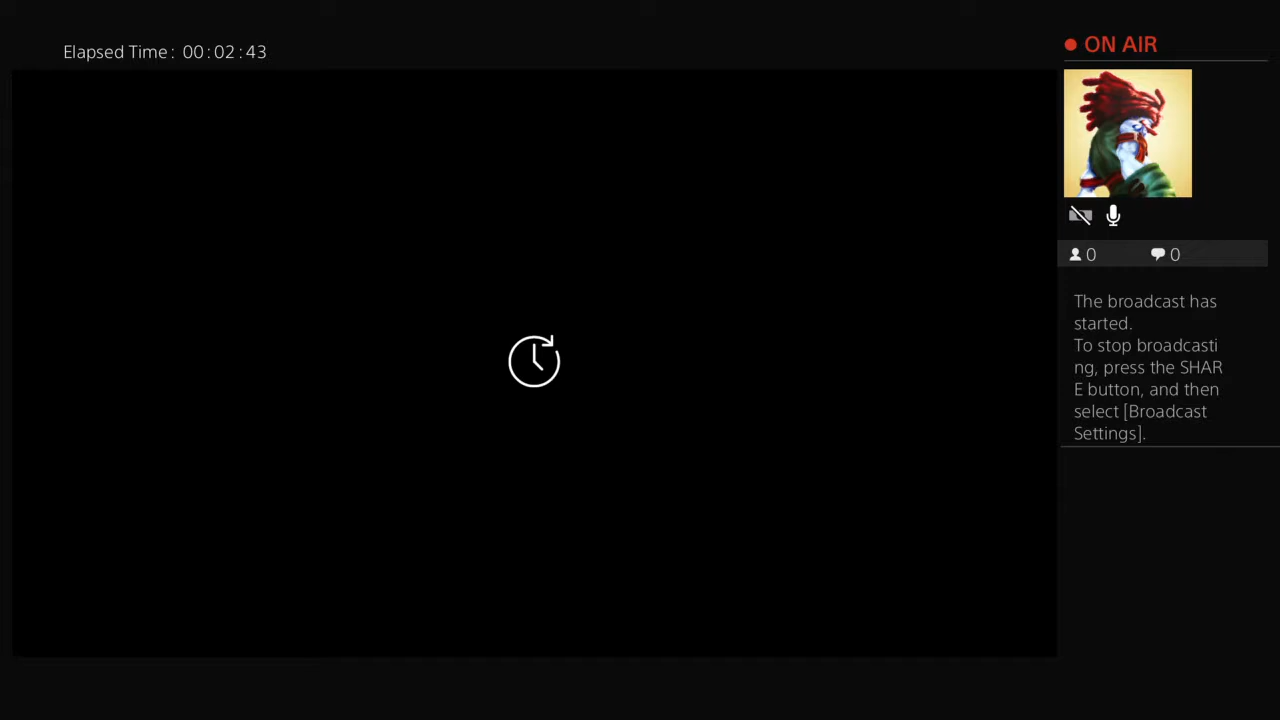 Elapsed Time: 00:02:43
ON AIR
0 0
The broadcast has
started.
To stop broadcasti
ng, press the SHAR
E button, and then
select [Broadcast
Settings].